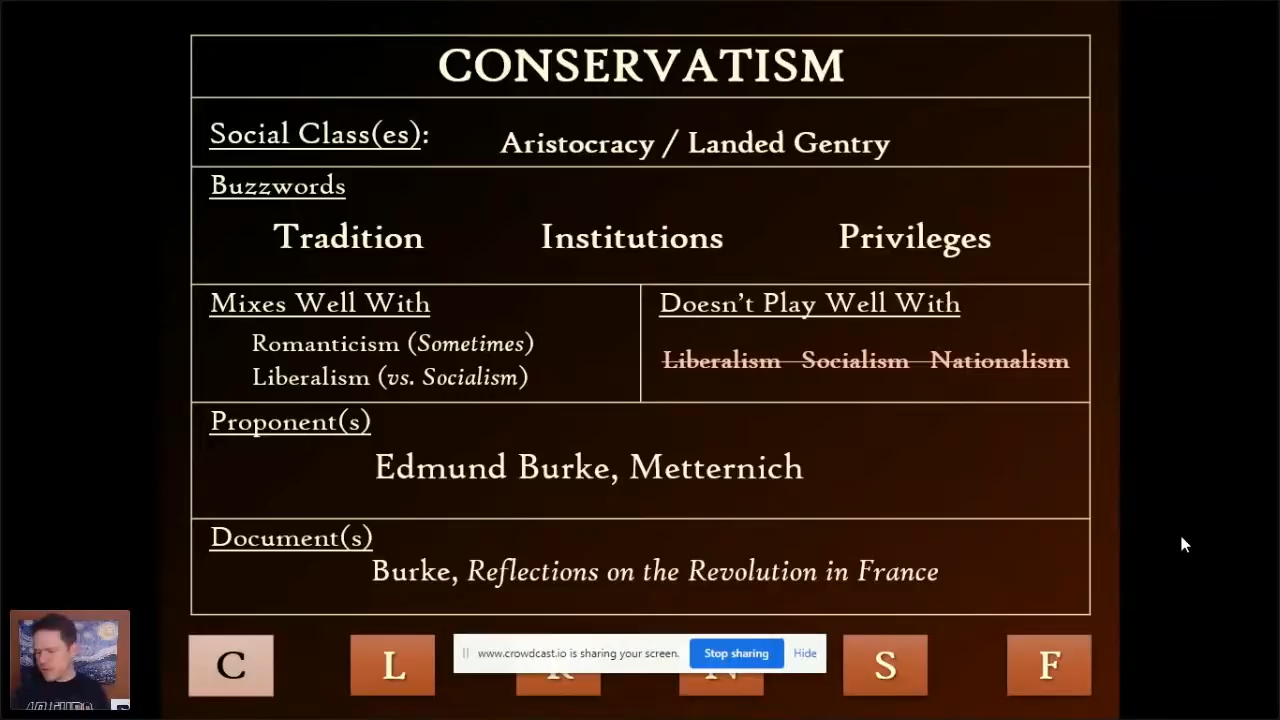 CONSERVATISM
Social Class(es): Aristocracy / Landed Gentry
Buzzwords
Tradition Institutions Privileges
Mixes Well With
Romanticism (Sometimes)
Liberalism (vs. Socialism)
Doesn't Play Well With
Liberalism Socialism Nationalism
Proponent(s)
Edmund Burke, Metternich
Document(s)
Burke, Reflections on the Revolution in France
C L R N S F
www.crowdcast.io is sharing your screen. Stop sharing Hide